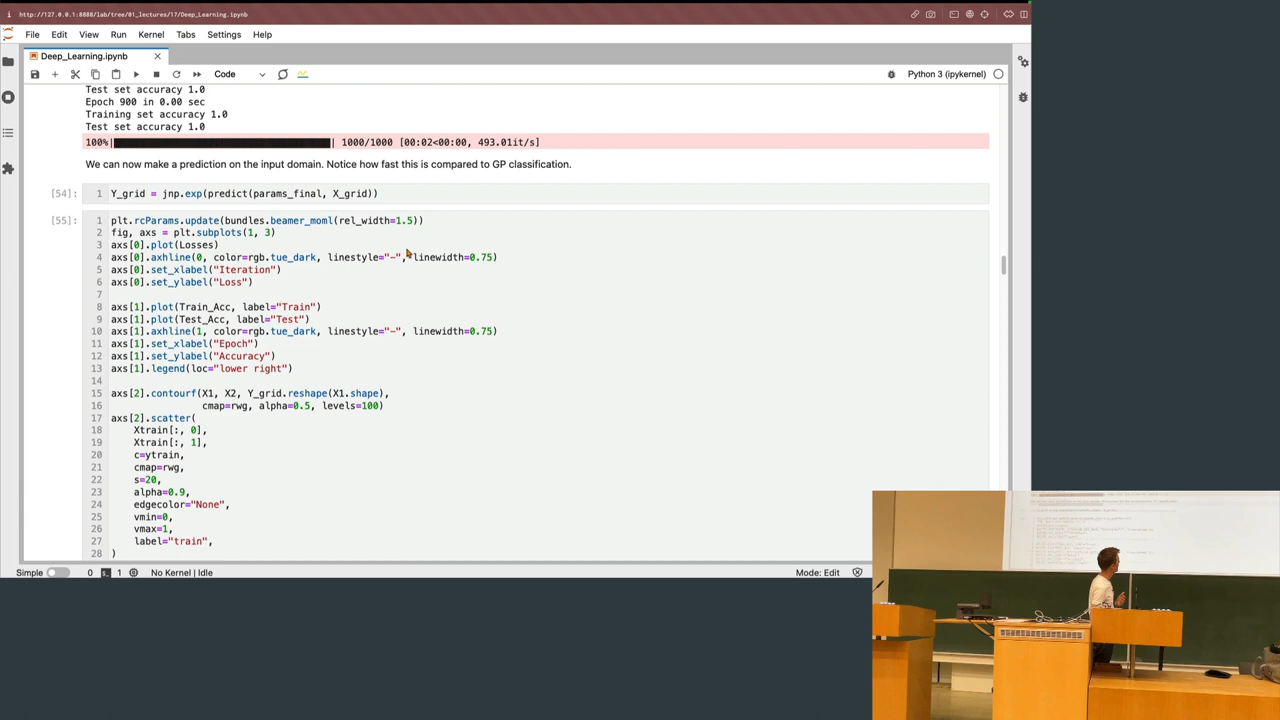 http://127.0.0.1:8888/lab/tree/01_lectures/17/Deep_Learning.ipynb
File Edit View Run Kernel Tabs Settings Help
Deep_Learning.ipynb
Code
Python 3 (ipykernel)
Test set accuracy 1.0
Epoch 900 in 0.00 sec
Training set accuracy 1.0
Test set accuracy 1.0
100%| | 1000/1000 [00:02<00:00, 493.01it/s]
We can now make a prediction on the input domain. Notice how fast this is compared to GP classification.
[54]: 1 Y_grid = jnp.exp(predict(params_final, X_grid))
[55]: 1 plt.rcParams.update(bundles.beamer_moml(rel_width=1.5))
2 fig, axs = plt.subplots(1, 3)
3 axs[0].plot(Losses)
4 axs[0].axhline(0, color=rgb.tue_dark, linestyle="-", linewidth=0.75)
5 axs[0].set_xlabel("Iteration")
6 axs[0].set_ylabel("Loss")
7
8 axs[1].plot(Train_Acc, label="Train")
9 axs[1].plot(Test_Acc, label="Test")
10 axs[1].axhline(1, color=rgb.tue_dark, linestyle="-", linewidth=0.75)
11 axs[1].set_xlabel("Epoch")
12 axs[1].set_ylabel("Accuracy")
13 axs[1].legend(loc="lower right")
14
15 axs[2].contourf(X1, X2, Y_grid.reshape(X1.shape),
16 cmap=rwg, alpha=0.5, levels=100)
17 axs[2].scatter(
18 Xtrain[:, 0],
19 Xtrain[:, 1],
20 c=ytrain,
21 cmap=rwg,
22 s=20,
23 alpha=0.9,
24 edgecolor="None",
25 vmin=0,
26 vmax=1,
27 label="train",
28 )
Simple 0 1 No Kernel | Idle Mode: Edit